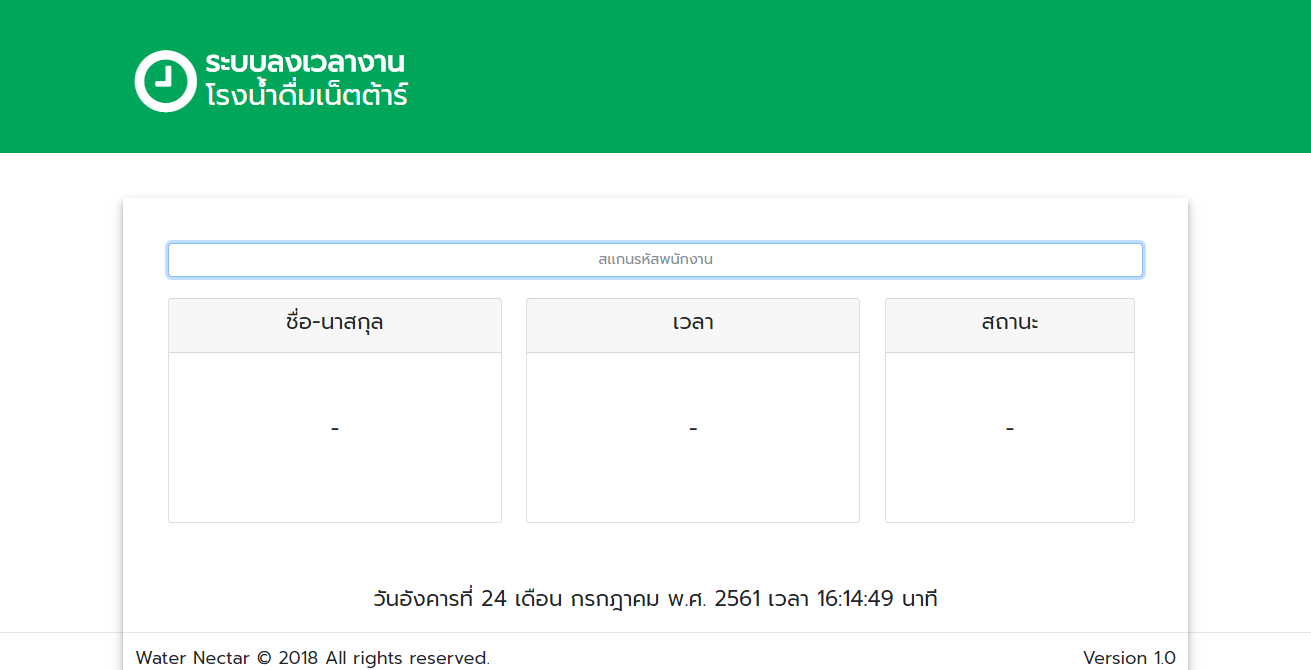 ระบบลงเวลางาน
โรงน้ำดื่มเน็ตต้าร์
สแกนรหัสพนักงาน
ชื่อ-นาสกุล
เวลา
สถานะ
-
-
-
วันอังคารที่ 24 เดือน กรกฎาคม พ.ศ. 2561 เวลา 16:14:49 นาที
Water Nectar © 2018 All rights reserved.
Version 1.0